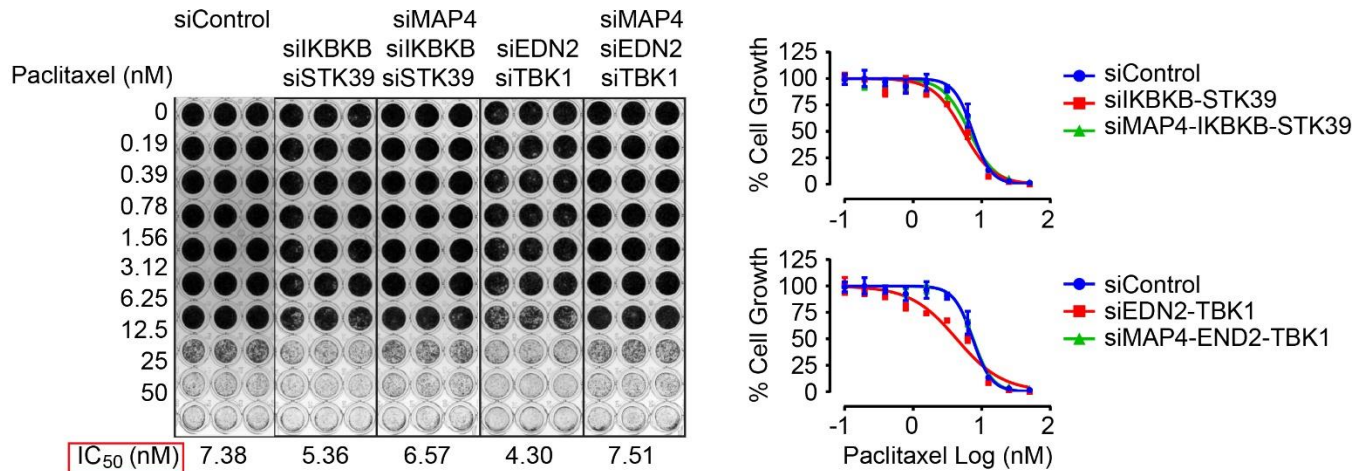 siControl siMAP4 siMAP4
siIKBKB siIKBKB siEDN2 siEDN2
Paclitaxel (nM) siSTK39 siSTK39 siTBK1 siTBK1
0
0.19
0.39
0.78
1.56
3.12
6.25
12.5
25
50
IC50 (nM) 7.38 5.36 6.57 4.30 7.51
125
100
75
50
25
0
% Cell Growth
-1 0 1 2
siControl
siIKBKB-STK39
siMAP4-IKBKB-STK39
125
100
75
50
25
0
% Cell Growth
-1 0 1 2
Paclitaxel Log (nM)
siControl
siEDN2-TBK1
siMAP4-END2-TBK1